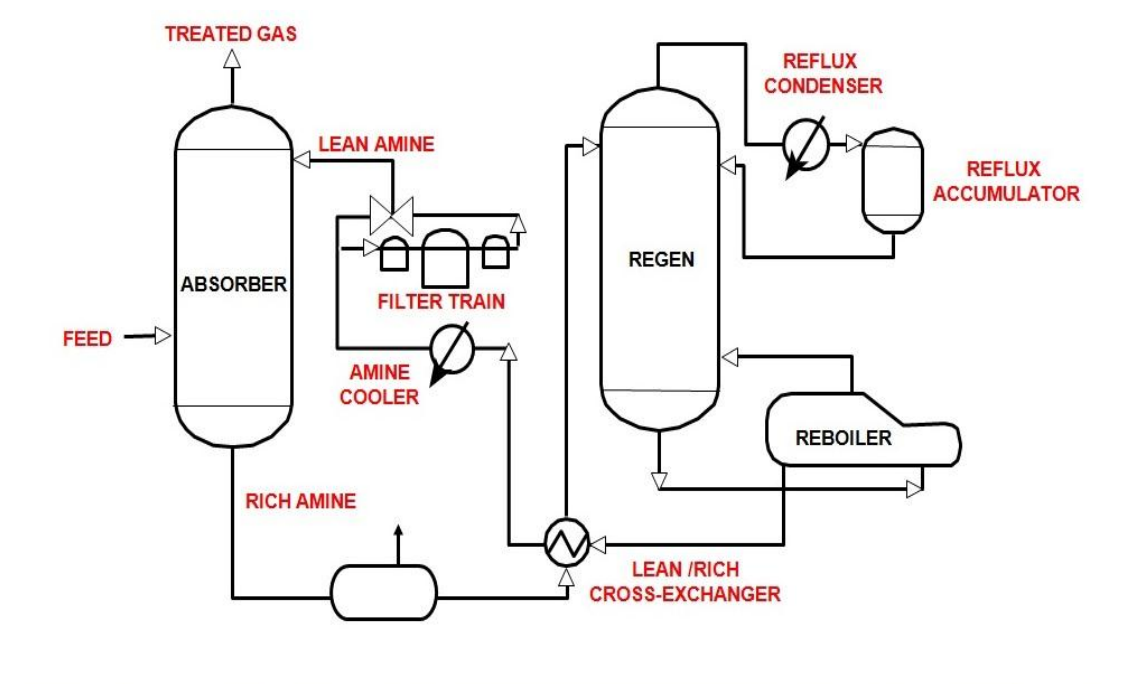 TREATED GAS
REFLUX
CONDENSER
LEAN AMINE
REFLUX
ACCUMULATOR
ABSORBER
REGEN
FILTER TRAIN
FEED
AMINE
COOLER
REBOILER
RICH AMINE
LEAN /RICH
CROSS-EXCHANGER